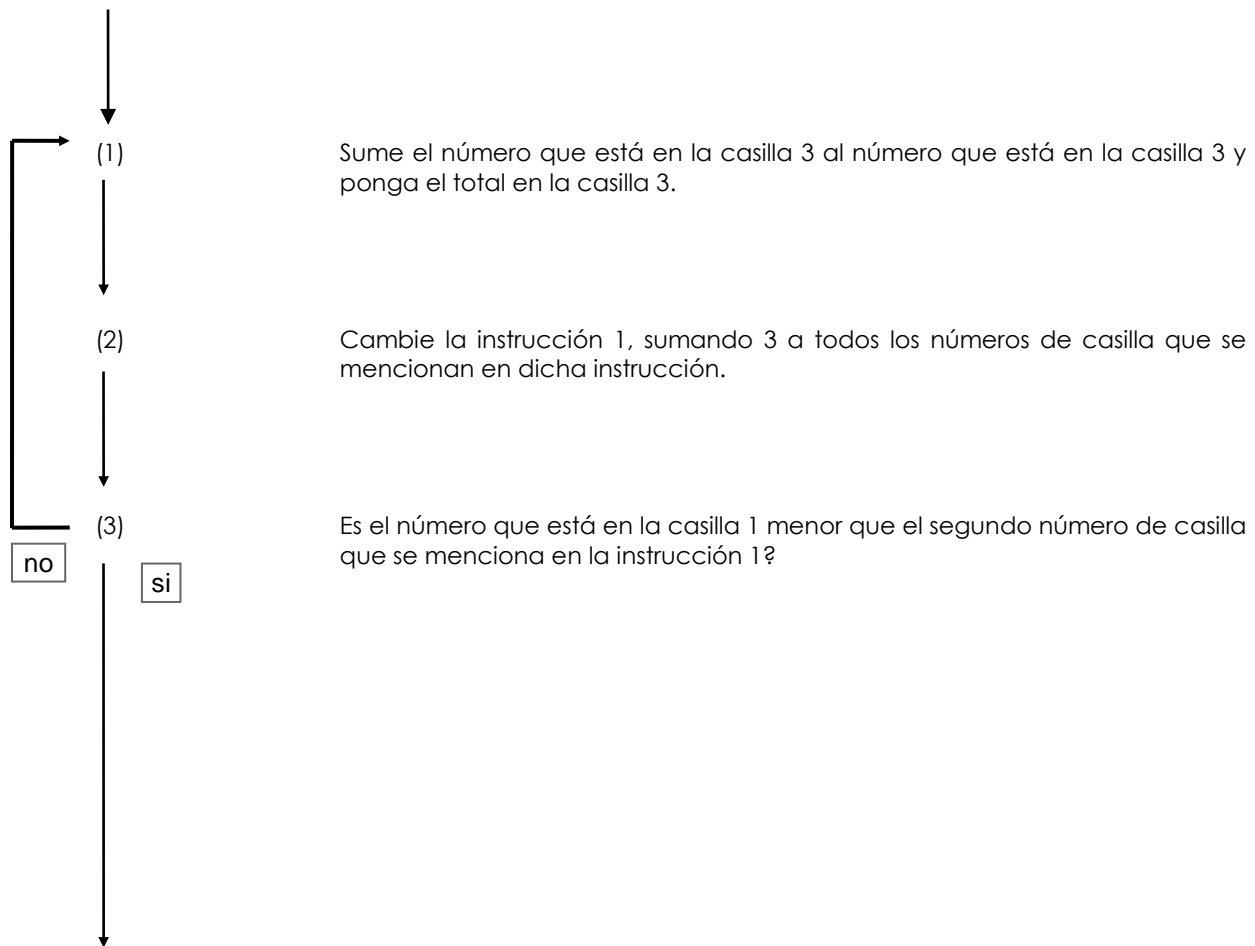 (1) Sume el número que está en la casilla 3 al número que está en la casilla 3 y
ponga el total en la casilla 3.
(2) Cambie la instrucción 1, sumando 3 a todos los números de casilla que se
mencionan en dicha instrucción.
(3) Es el número que está en la casilla 1 menor que el segundo número de casilla
que se menciona en la instrucción 1?
no
si